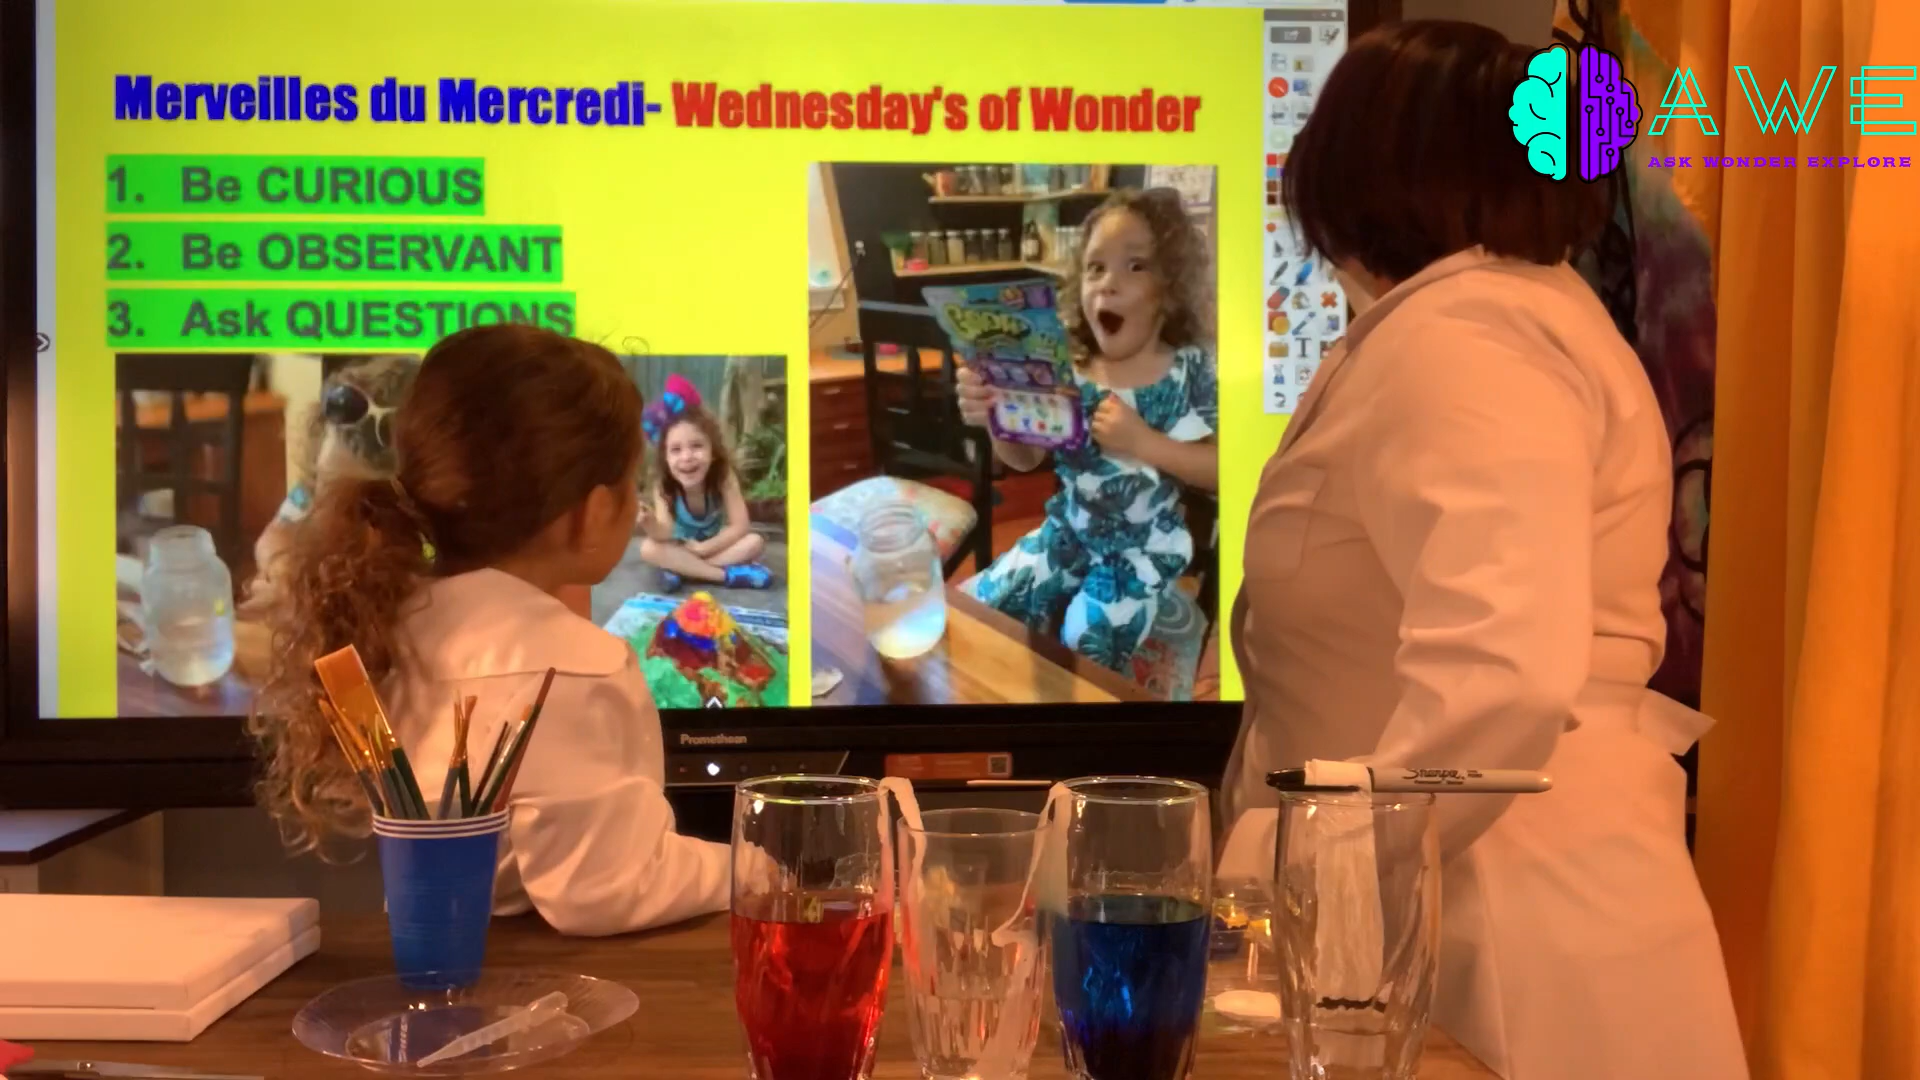 Merveilles du Mercredi- Wednesday's of Wonder
1. Be CURIOUS
2. Be OBSERVANT
3. Ask QUESTIONS
AWE
ASK WONDER EXPLORE
Promethean
Sharpie